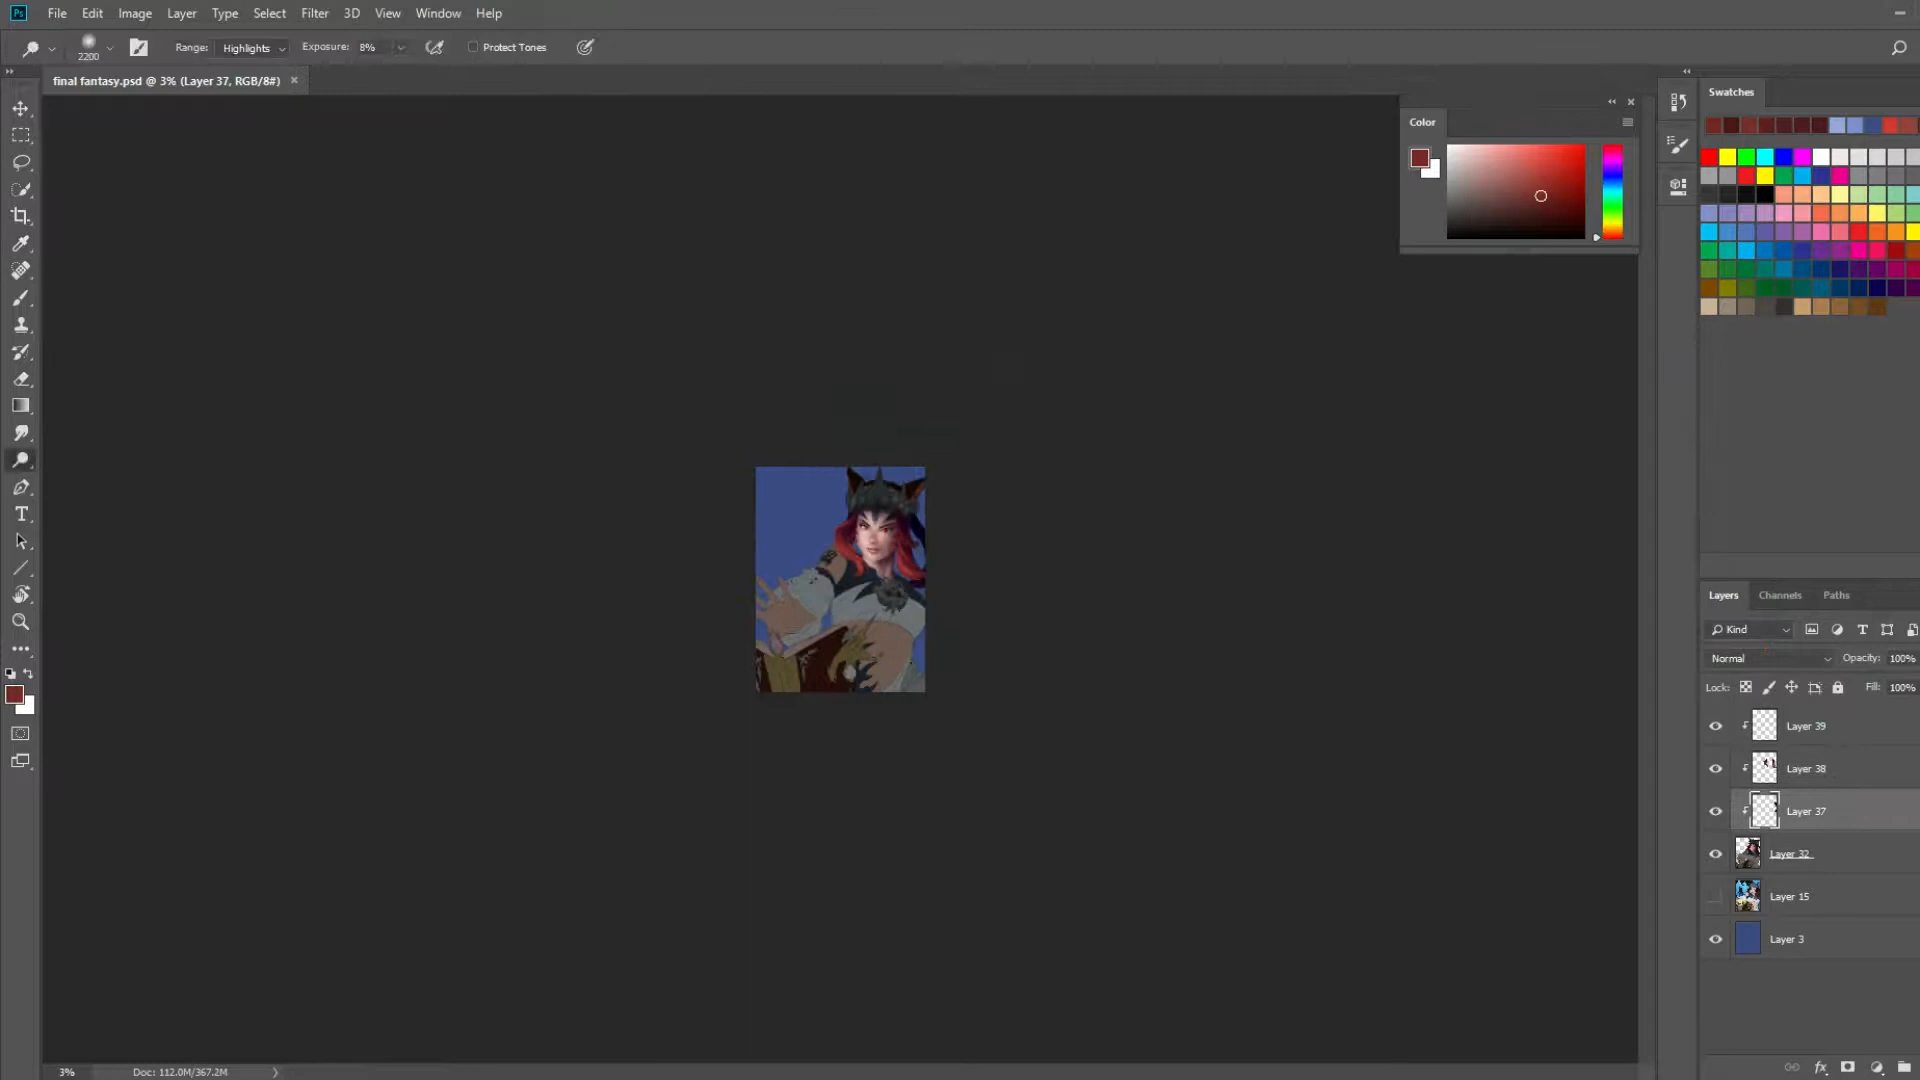 Ps File Edit Image Layer Type Select Filter 3D View Window Help
2200 Range: Highlights Exposure: 8% Protect Tones
final fantasy.psd @ 3% (Layer 37, RGB/8#) ×
Color
Swatches
Layers Channels Paths
Kind
Normal Opacity: 100%
Lock: Fill: 100%
Layer 39
Layer 38
Layer 37
Layer 32
Layer 15
Layer 3
3% Doc: 112.0M/367.2M